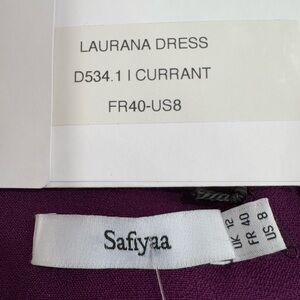 LAURANA DRESS
D534.1 I CURRANT
FR40-US8
Safiyaa
UK 12
FR 40
US 8